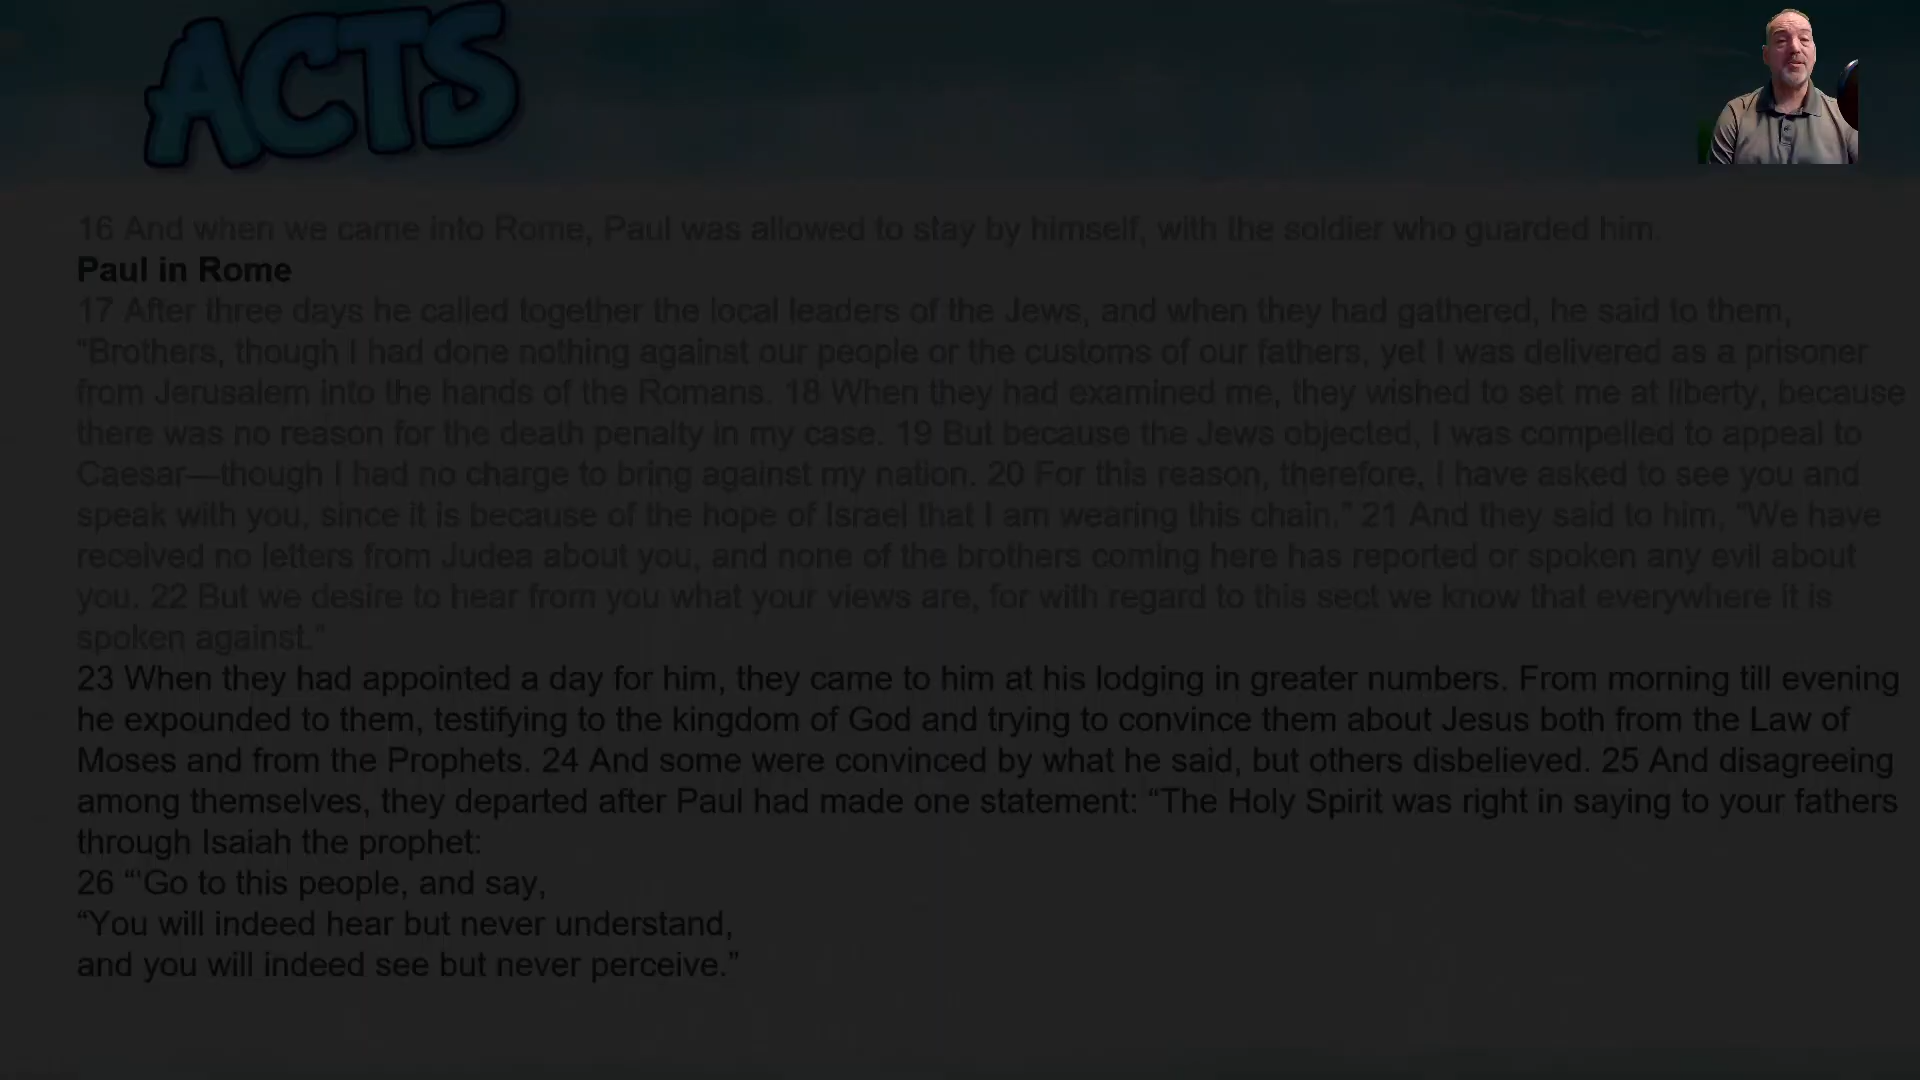 ACTS
16 And when we came into Rome, Paul was allowed to stay by himself, with the soldier who guarded him.
Paul in Rome
17 After three days he called together the local leaders of the Jews, and when they had gathered, he said to them,
“Brothers, though I had done nothing against our people or the customs of our fathers, yet I was delivered as a prisoner
from Jerusalem into the hands of the Romans. 18 When they had examined me, they wished to set me at liberty, because
there was no reason for the death penalty in my case. 19 But because the Jews objected, I was compelled to appeal to
Caesar—though I had no charge to bring against my nation. 20 For this reason, therefore, I have asked to see you and
speak with you, since it is because of the hope of Israel that I am wearing this chain.” 21 And they said to him, “We have
received no letters from Judea about you, and none of the brothers coming here has reported or spoken any evil about
you. 22 But we desire to hear from you what your views are, for with regard to this sect we know that everywhere it is
spoken against.”
23 When they had appointed a day for him, they came to him at his lodging in greater numbers. From morning till evening
he expounded to them, testifying to the kingdom of God and trying to convince them about Jesus both from the Law of
Moses and from the Prophets. 24 And some were convinced by what he said, but others disbelieved. 25 And disagreeing
among themselves, they departed after Paul had made one statement: “The Holy Spirit was right in saying to your fathers
through Isaiah the prophet:
26 “‘Go to this people, and say,
“You will indeed hear but never understand,
and you will indeed see but never perceive.”